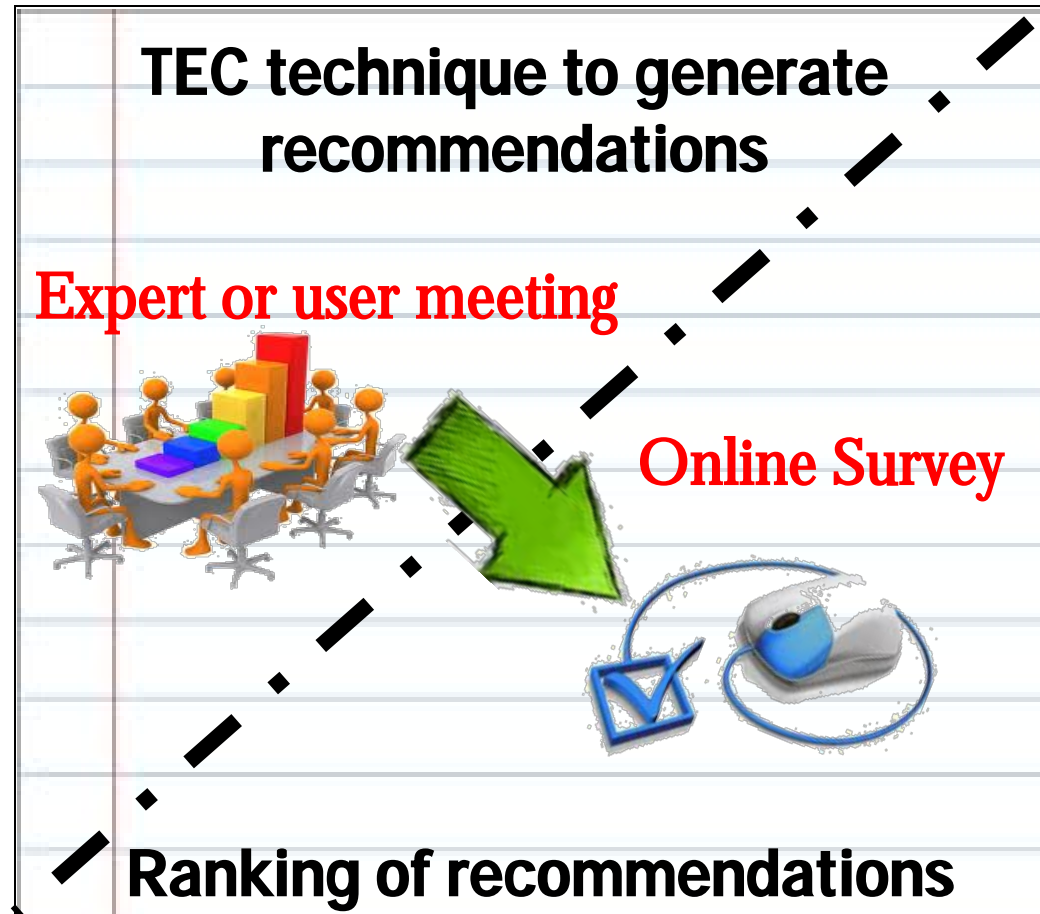 TEC technique to generate
recommendations
Expert or user meeting
Online Survey
Ranking of recommendations